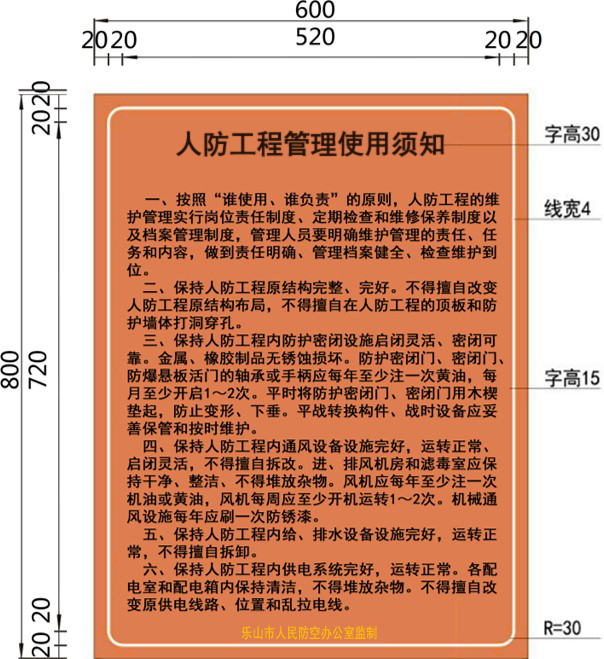 600
20 20 520 20 20
20
20
人防工程管理使用须知
字高30
一、按照“谁使用、谁负责”的原则，人防工程的维
护管理实行岗位责任制度、定期检查和维修保养制度以
及档案管理制度，管理人员要明确维护管理的责任、任
务和内容，做到责任明确、管理档案健全、检查维护到
位。
线宽4
二、保持人防工程原结构完整、完好。不得擅自改变
人防工程原结构布局，不得擅自在人防工程的顶板和防
护墙体打洞穿孔。
三、保持人防工程内防护密闭设施启闭灵活、密闭可
靠。金属、橡胶制品无锈蚀损坏。防护密闭门、密闭门、
防爆悬板活门的轴承或手柄应每年至少注一次黄油，每
月至少开启1～2次。平时将防护密闭门、密闭门用木楔
垫起，防止变形、下垂。平战转换构件、战时设备应妥
善保管和按时维护。
800
720
字高15
四、保持人防工程内通风设备设施完好，运转正常、
启闭灵活，不得擅自拆改。进、排风机房和滤毒室应保
持干净、整洁、不得堆放杂物。风机应每年至少注一次
机油或黄油，风机每周应至少开机运转1～2次。机械通
风设施每年应刷一次防锈漆。
五、保持人防工程内给、排水设备设施完好，运转正
常，不得擅自拆卸。
六、保持人防工程内供电系统完好，运转正常。各配
电室和配电箱内保持清洁，不得堆放杂物。不得擅自改
变原供电线路、位置和乱拉电线。
乐山市人民防空办公室监制
R=30
20
20